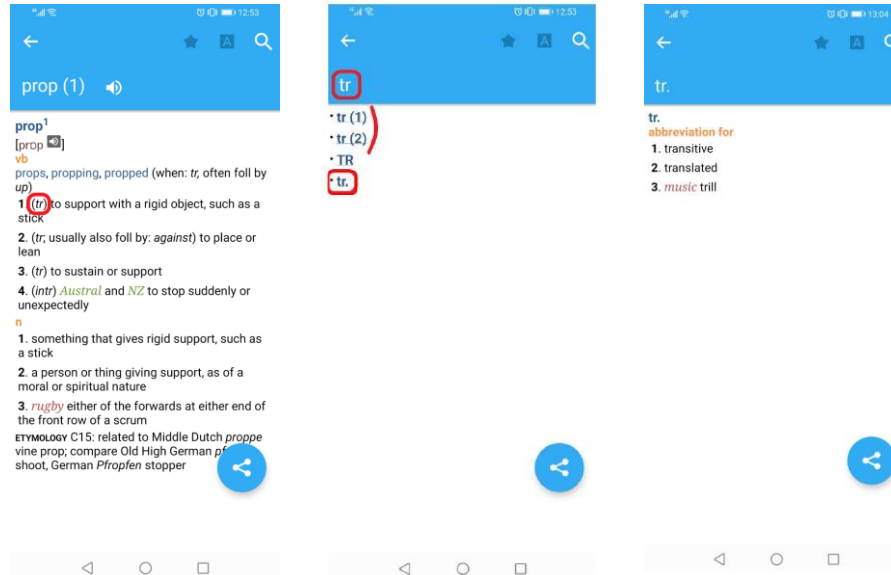 12:53
prop (1)
prop1
[prɒp]
vb
props, propping, propped (when: tr, often foll by
up)
1. (tr) to support with a rigid object, such as a
stick
2. (tr; usually also foll by: against) to place or
lean
3. (tr) to sustain or support
4. (intr) Austral and NZ to stop suddenly or
unexpectedly
n
1. something that gives rigid support, such as
a stick
2. a person or thing giving support, as of a
moral or spiritual nature
3. rugby either of the forwards at either end of
the front row of a scrum
ETYMOLOGY C15: related to Middle Dutch proppe
vine prop; compare Old High German
shoot, German Pfropfen stopper
12:53
A
tr
• tr (1)
• tr (2)
• TR
• tr.
13:04
A
tr.
tr.
abbreviation for
1. transitive
2. translated
3. music trill